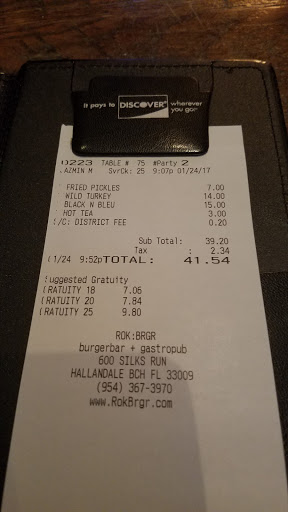 It pays to DISCOVER wherever you go
0223 TABLE # 75 #Party 2
AZMIN M SvrCk: 25 9:07p 01/24/17
FRIED PICKLES 7.00
WILD TURKEY 14.00
BLACK N BLEU 15.00
HOT TEA 3.00
/C: DISTRICT FEE 0.20
Sub Total: 39.20
Tax : 2.34
1/24 9:52p TOTAL: 41.54
uggested Gratuity
RATUITY 18 7.06
RATUITY 20 7.84
RATUITY 25 9.80
ROK:BRGR
burgerbar + gastropub
600 SILKS RUN
HALLANDALE BCH FL 33009
(954) 367-3970
www.RokBrgr.com